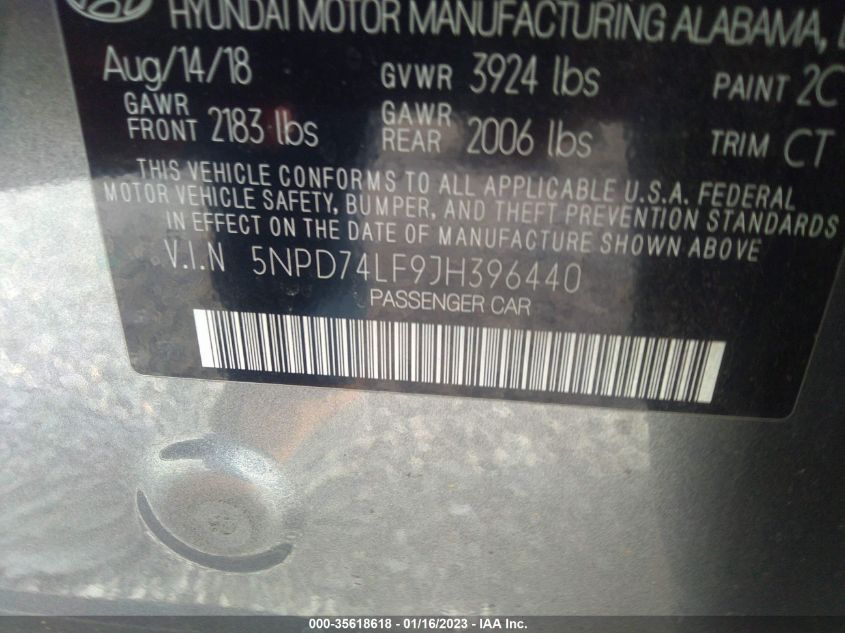 HYUNDAI MOTOR MANUFACTURING ALABAMA,
Aug/14/18 GVWR 3924 lbs PAINT 2C
GAWR FRONT 2183 lbs GAWR REAR 2006 lbs TRIM CT
THIS VEHICLE CONFORMS TO ALL APPLICABLE U.S.A. FEDERAL
MOTOR VEHICLE SAFETY, BUMPER, AND THEFT PREVENTION STANDARDS
IN EFFECT ON THE DATE OF MANUFACTURE SHOWN ABOVE
V.I.N 5NPD74LF9JH396440
PASSENGER CAR
000-35618618 - 01/16/2023 - IAA Inc.